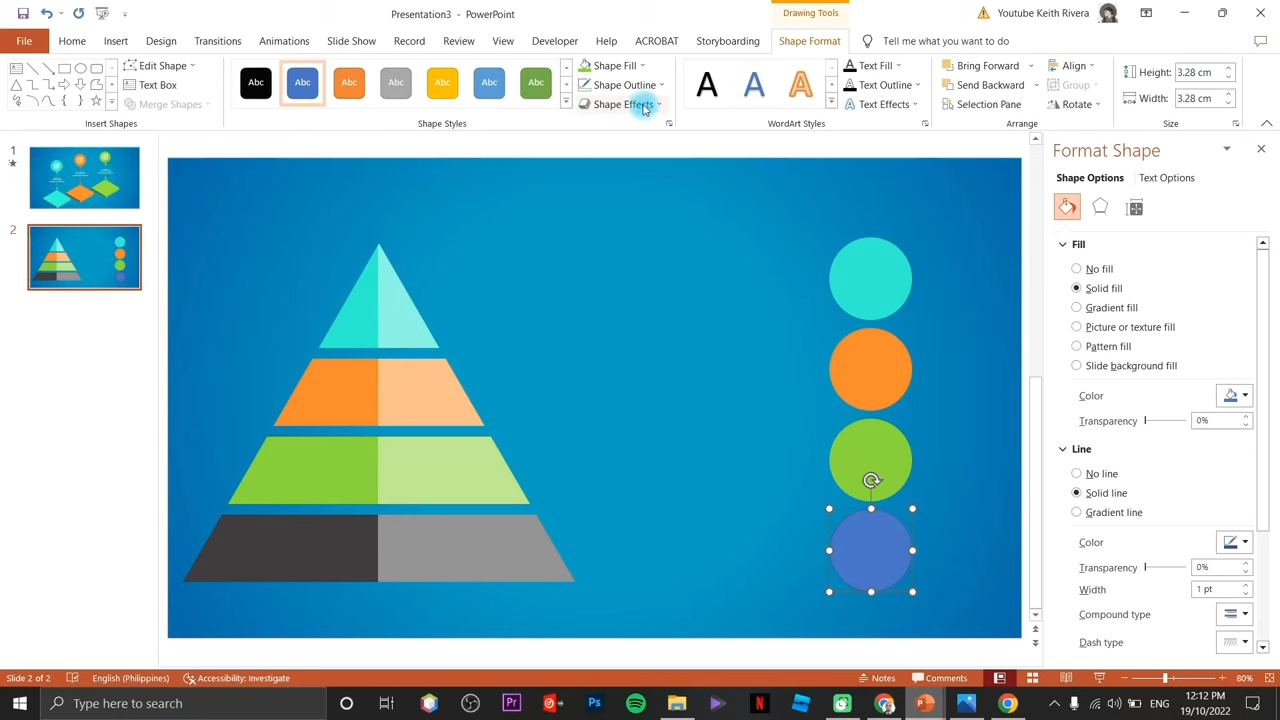 Presentation3 - PowerPoint
Drawing Tools
Youtube Keith Rivera
File Home Insert Design Transitions Animations Slide Show Record Review View Developer Help ACROBAT Storyboarding Shape Format Tell me what you want to do
Edit Shape
Text Box
Merge Shapes
Insert Shapes
Abc Abc Abc Abc Abc Abc Abc
Shape Fill
Shape Outline
Shape Effects
Shape Styles
A A A
Text Fill
Text Outline
Text Effects
WordArt Styles
Bring Forward
Send Backward
Selection Pane
Align
Group
Rotate
Arrange
Height: 3.28 cm
Width: 3.28 cm
Size
1
2
Format Shape
Shape Options Text Options
Fill
No fill
Solid fill
Gradient fill
Picture or texture fill
Pattern fill
Slide background fill
Color
Transparency 0%
Line
No line
Solid line
Gradient line
Color
Transparency 0%
Width 1 pt
Compound type
Dash type
Slide 2 of 2 English (Philippines) Accessibility: Investigate Notes Comments 80%
Type here to search
Pr
Ps
N
ENG
12:12 PM
19/10/2022